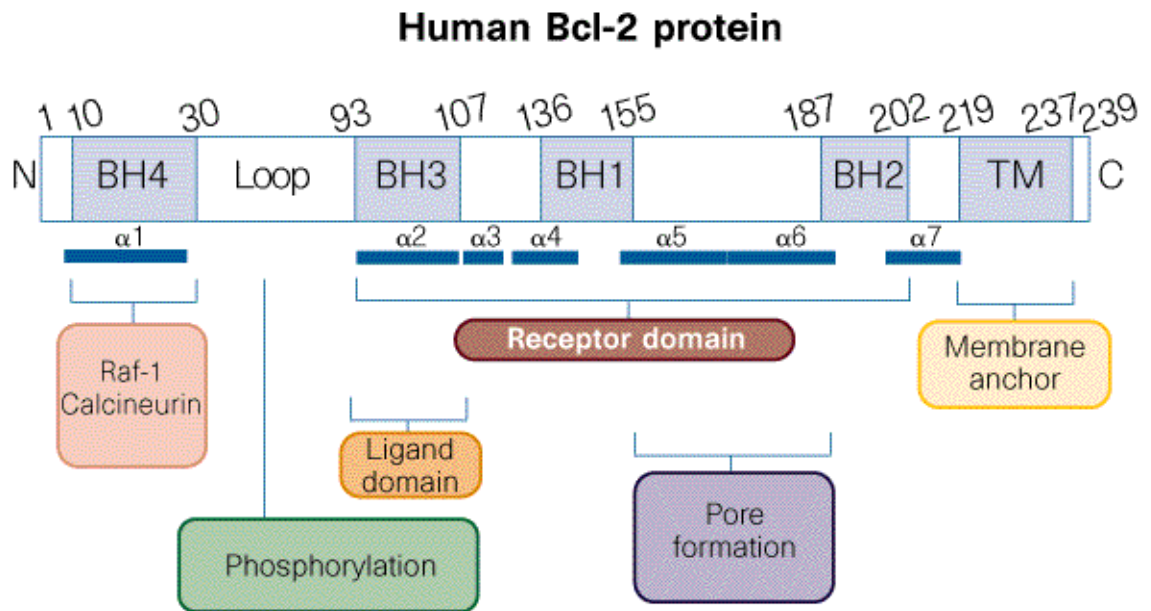 Human Bcl-2 protein
1 10 30 93 107 136 155 187 202 219 237 239
N BH4 Loop BH3 BH1 BH2 TM C
α1 α2 α3 α4 α5 α6 α7
Receptor domain
Raf-1
Calcineurin
Membrane
anchor
Ligand
domain
Pore
formation
Phosphorylation